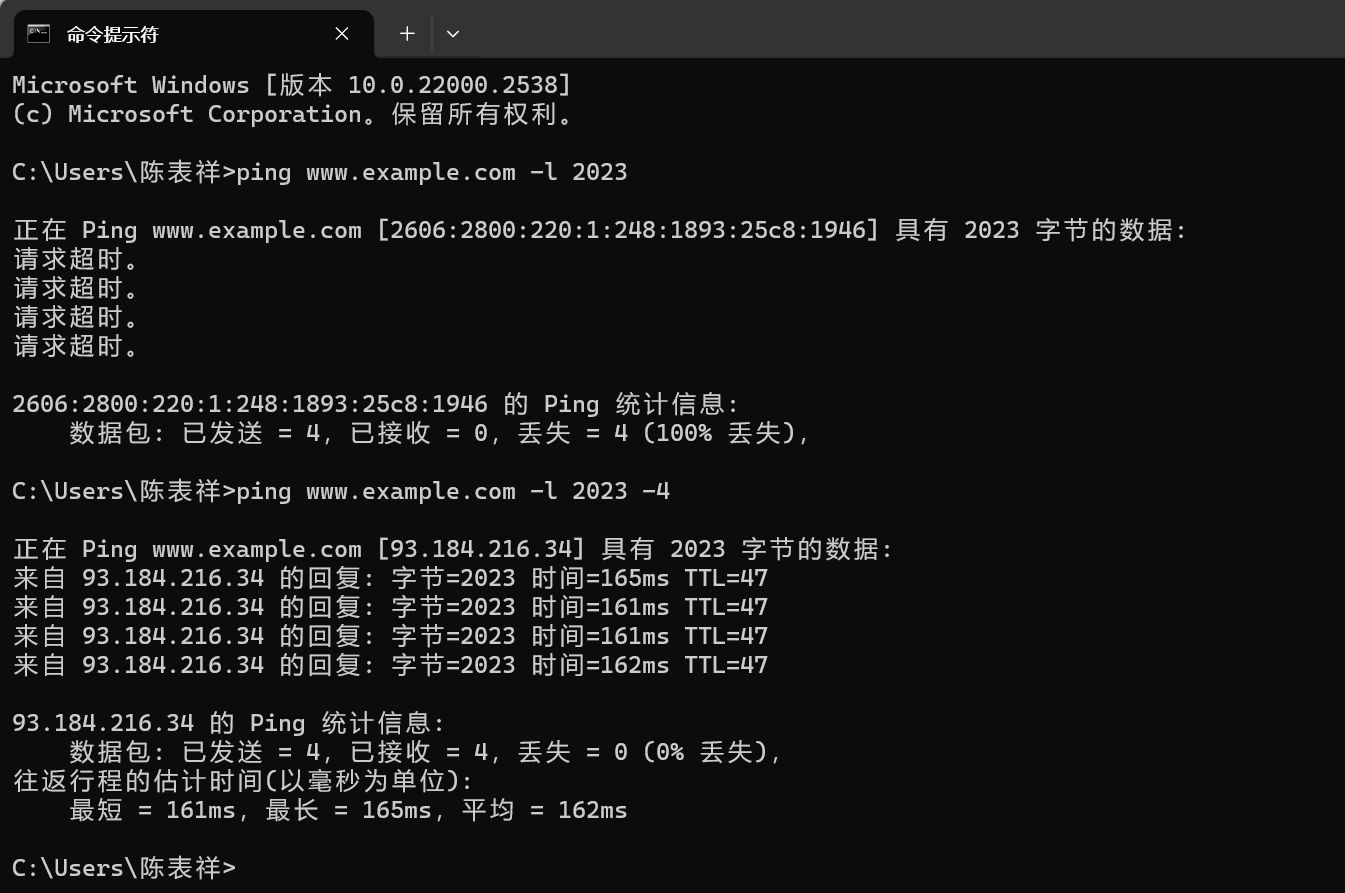 命令提示符
Microsoft Windows [版本 10.0.22000.2538]
(c) Microsoft Corporation。保留所有权利。
C:\Users\陈表祥>ping www.example.com -l 2023
正在 Ping www.example.com [2606:2800:220:1:248:1893:25c8:1946] 具有 2023 字节的数据:
请求超时。
请求超时。
请求超时。
请求超时。
2606:2800:220:1:248:1893:25c8:1946 的 Ping 统计信息:
    数据包: 已发送 = 4, 已接收 = 0, 丢失 = 4 (100% 丢失),
C:\Users\陈表祥>ping www.example.com -l 2023 -4
正在 Ping www.example.com [93.184.216.34] 具有 2023 字节的数据:
来自 93.184.216.34 的回复: 字节=2023 时间=165ms TTL=47
来自 93.184.216.34 的回复: 字节=2023 时间=161ms TTL=47
来自 93.184.216.34 的回复: 字节=2023 时间=161ms TTL=47
来自 93.184.216.34 的回复: 字节=2023 时间=162ms TTL=47
93.184.216.34 的 Ping 统计信息:
    数据包: 已发送 = 4, 已接收 = 4, 丢失 = 0 (0% 丢失),
往返行程的估计时间(以毫秒为单位):
    最短 = 161ms, 最长 = 165ms, 平均 = 162ms
C:\Users\陈表祥>